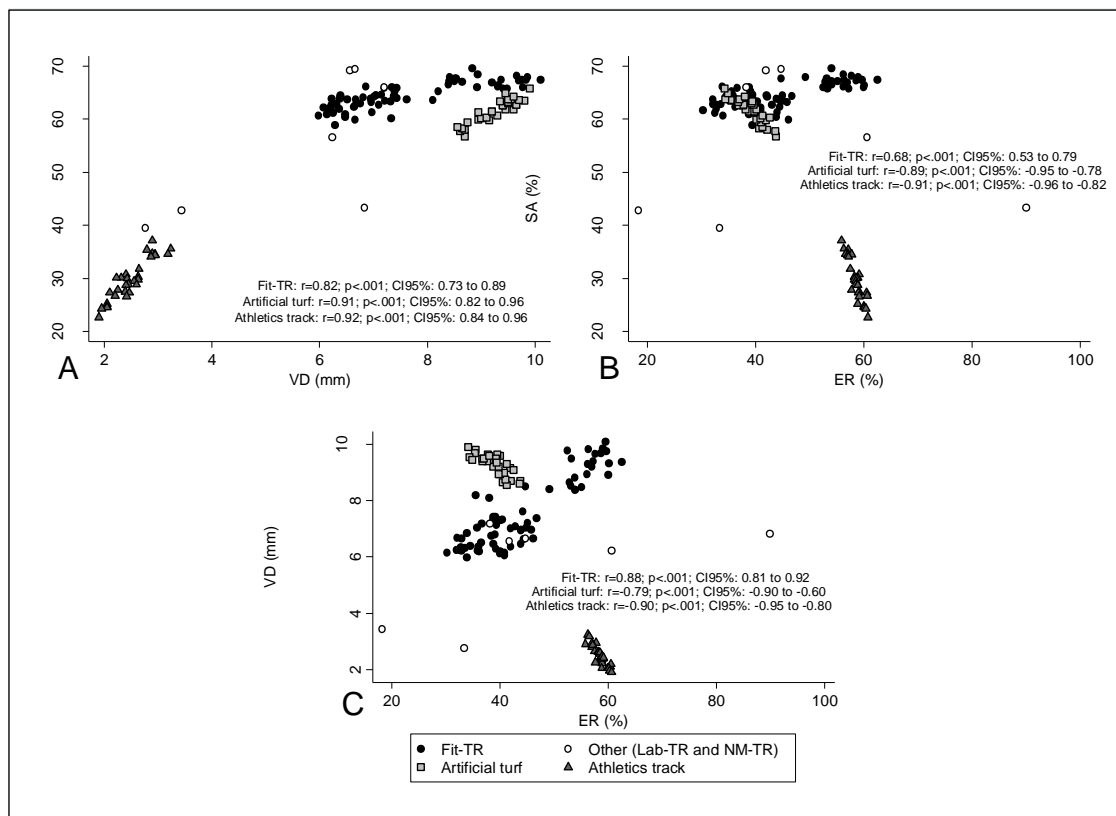 70
60
50
40
30
20
Fit-TR: r=0.82; p<.001; CI95%: 0.73 to 0.89
Artificial turf: r=0.91; p<.001; CI95%: 0.82 to 0.96
Athletics track: r=0.92; p<.001; CI95%: 0.84 to 0.96
2 4 6 8 10
A
VD (mm)
SA (%)
70
60
50
40
30
20
Fit-TR: r=0.68; p<.001; CI95%: 0.53 to 0.79
Artificial turf: r=-0.89; p<.001; CI95%: -0.95 to -0.78
Athletics track: r=-0.91; p<.001; CI95%: -0.96 to -0.82
20 40 60 80 100
B
ER (%)
VD (mm)
10
8
6
4
2
Fit-TR: r=0.88; p<.001; CI95%: 0.81 to 0.92
Artificial turf: r=-0.79; p<.001; CI95%: -0.90 to -0.60
Athletics track: r=-0.90; p<.001; CI95%: -0.95 to -0.80
20 40 60 80 100
C
ER (%)
Fit-TR Other (Lab-TR and NM-TR)
Artificial turf Athletics track